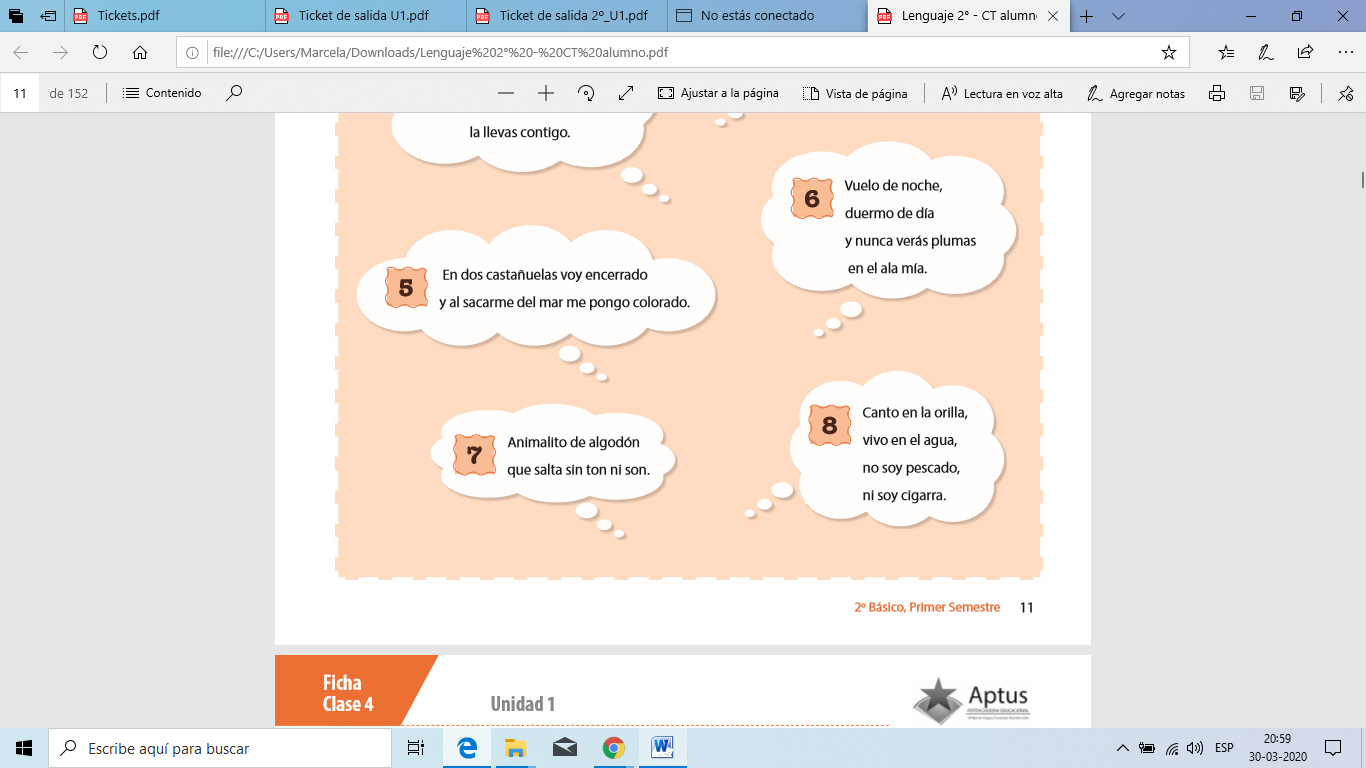 Tickets.pdf
Ticket de salida U1.pdf
Ticket de salida 2º_U1.pdf
No estás conectado
Lenguaje 2° - CT alumno
file:///C:/Users/Marcela/Downloads/Lenguaje%202°%20-%20CT%20alumno.pdf
11 de 152
Contenido
Ajustar a la página
Vista de página
Lectura en voz alta
Agregar notas
la llevas contigo.
6
Vuelo de noche,
duermo de día
y nunca verás plumas
en el ala mía.
5
En dos castañuelas voy encerrado
y al sacarme del mar me pongo colorado.
7
Animalito de algodón
que salta sin ton ni son.
8
Canto en la orilla,
vivo en el agua,
no soy pescado,
ni soy cigarra.
2º Básico, Primer Semestre 11
Ficha
Clase 4
Unidad 1
Aptus
Escribe aquí para buscar
ESP
20:59
30-03-2020